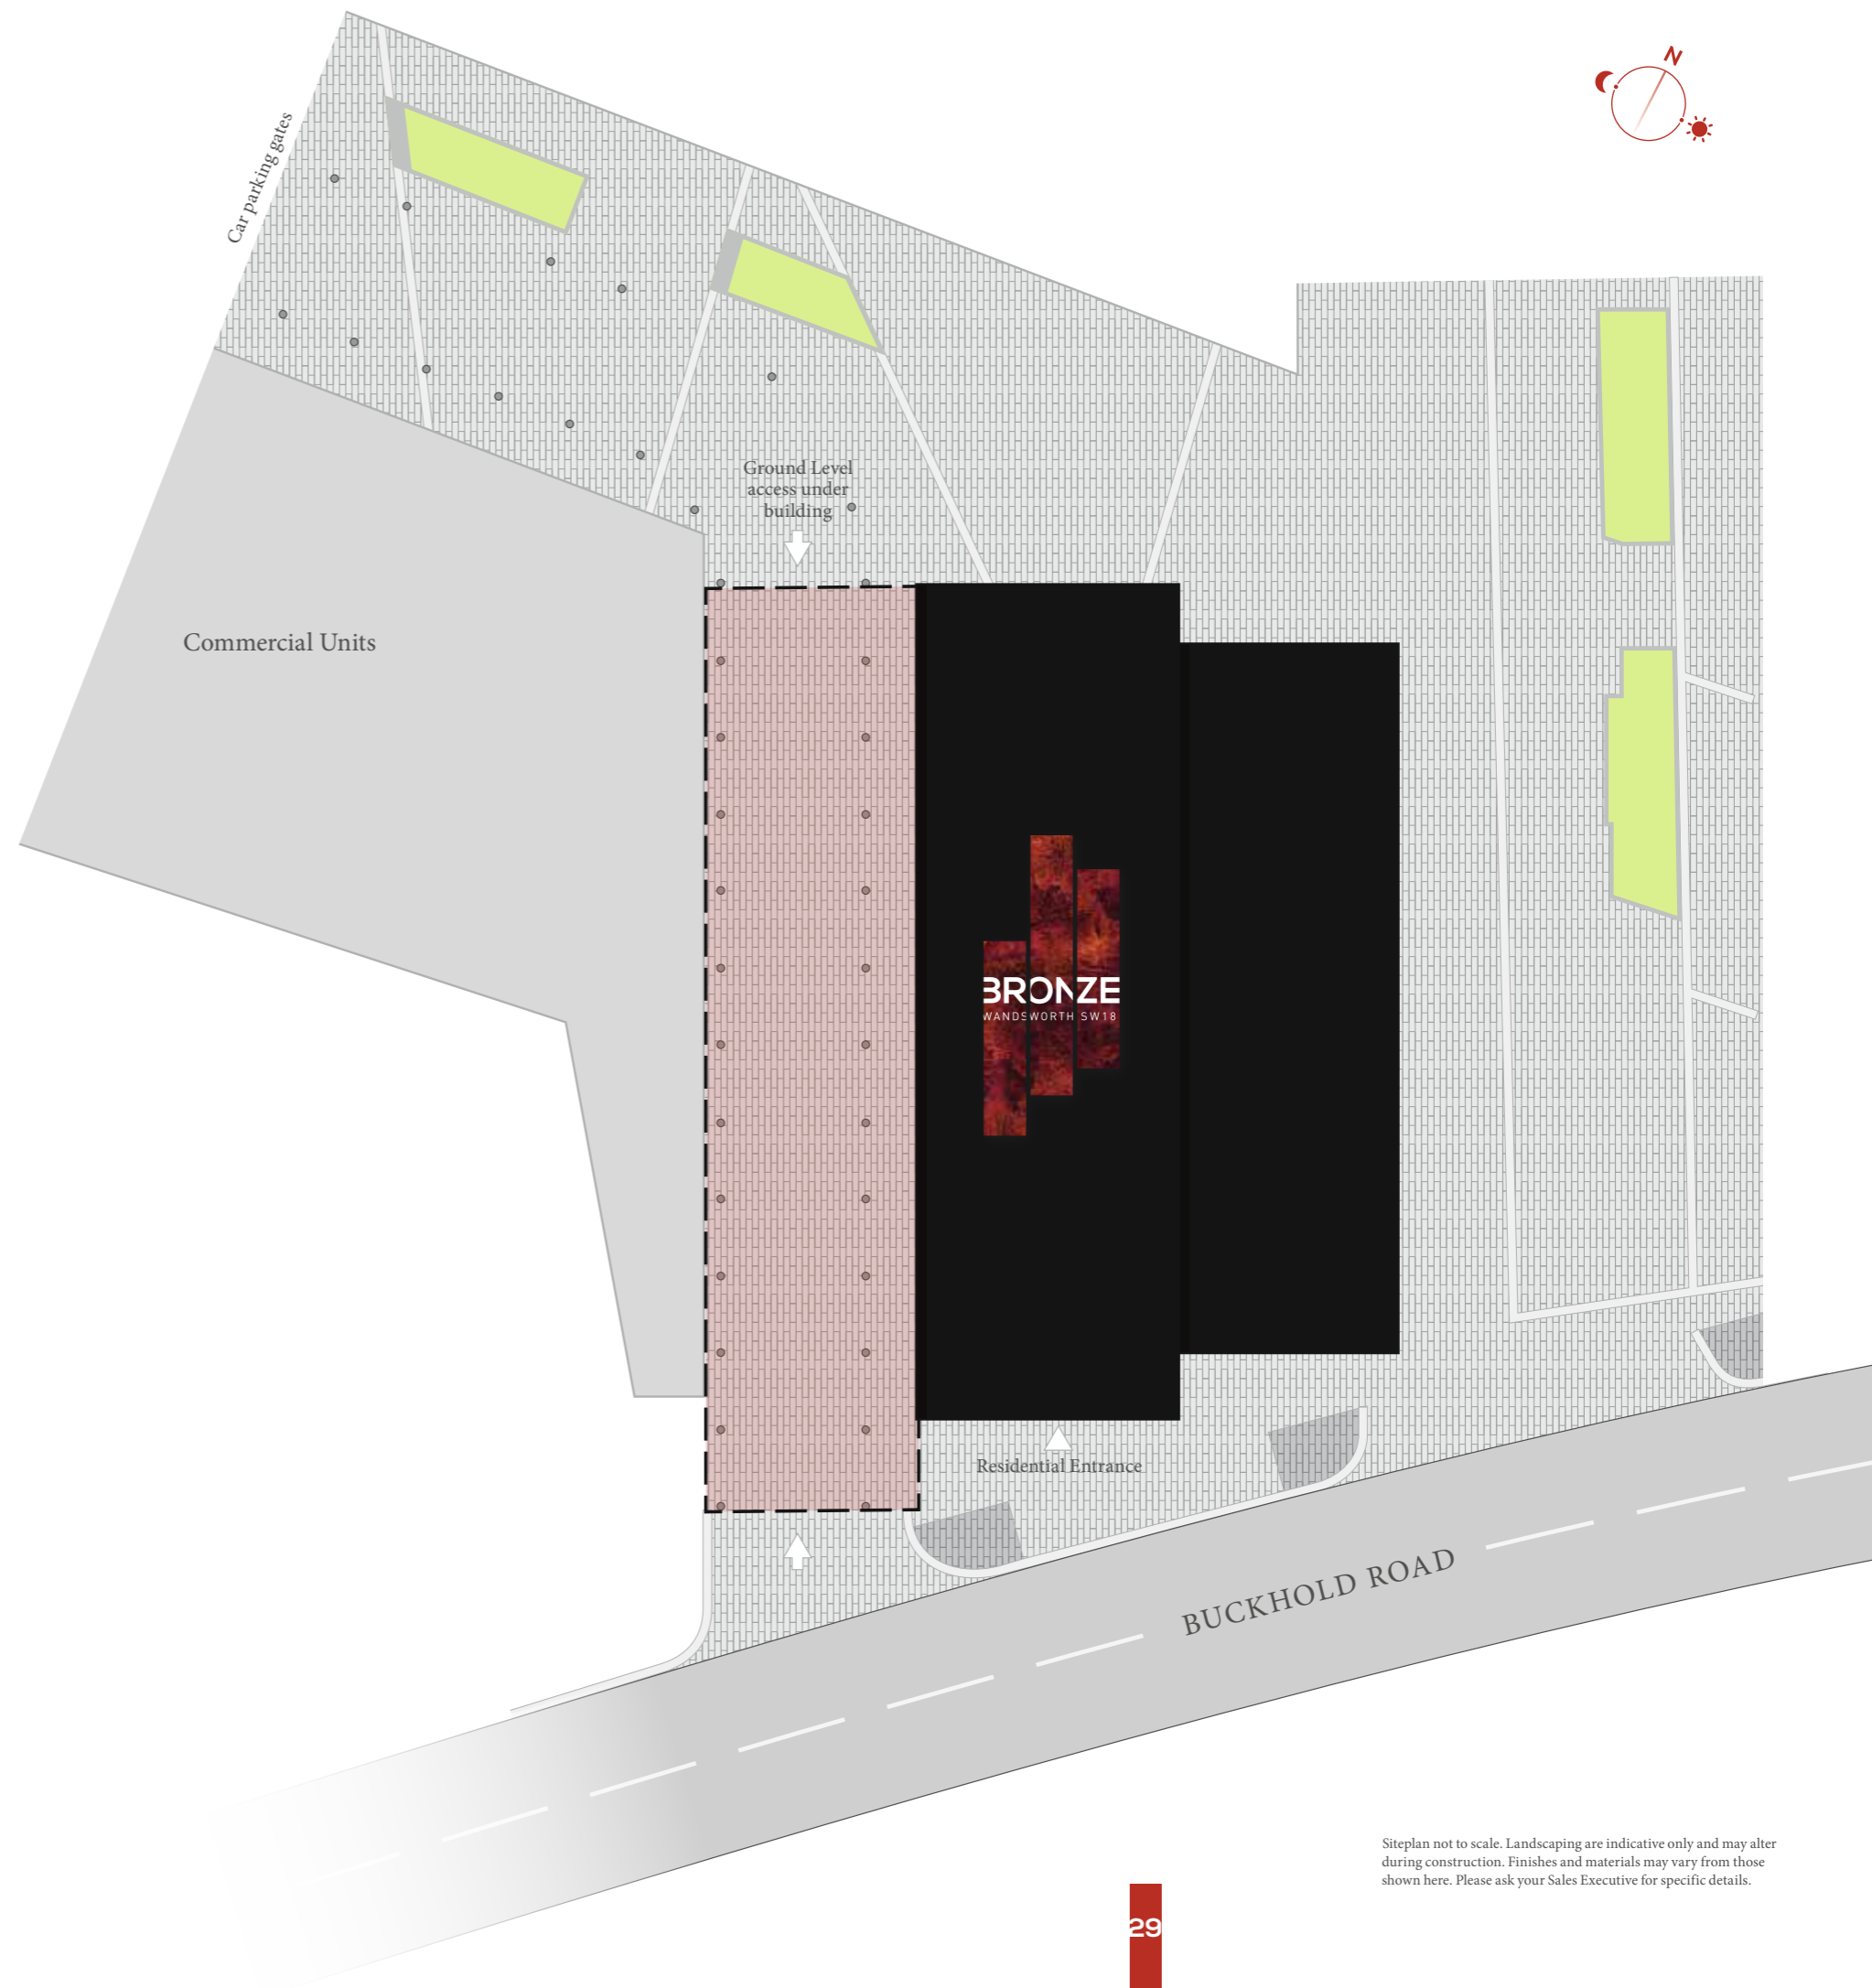 N
Car parking gates
Ground Level
access under
building
Commercial Units
BRONZE
WANDSWORTH SW18
Residential Entrance
BUCKHOLD ROAD
Siteplan not to scale. Landscaping are indicative only and may alter
during construction. Finishes and materials may vary from those
shown here. Please ask your Sales Executive for specific details.
29